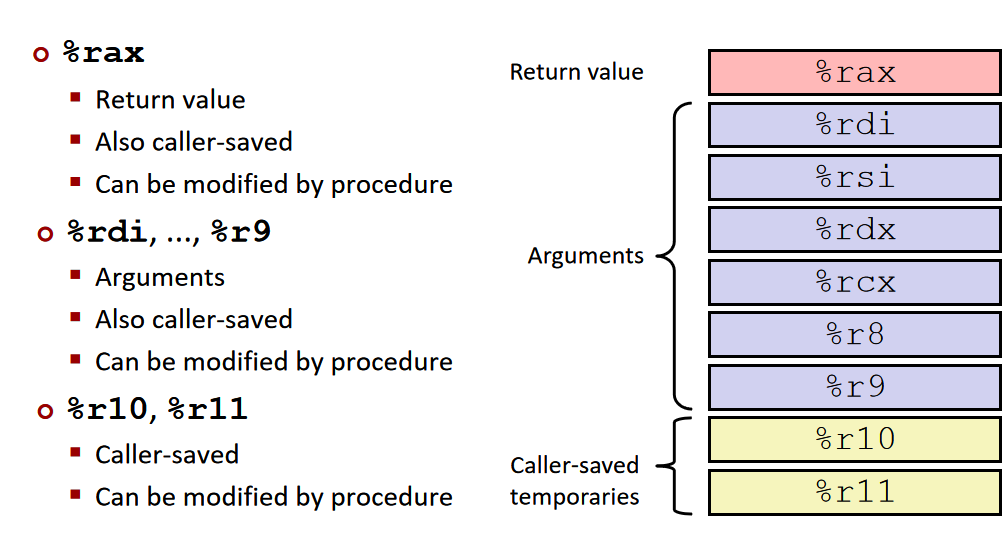 %rax
Return value
Also caller-saved
Can be modified by procedure
%rdi, ..., %r9
Arguments
Also caller-saved
Can be modified by procedure
%r10, %r11
Caller-saved
Can be modified by procedure
Return value
%rax
Arguments
%rdi
%rsi
%rdx
%rcx
%r8
%r9
Caller-saved
temporaries
%r10
%r11